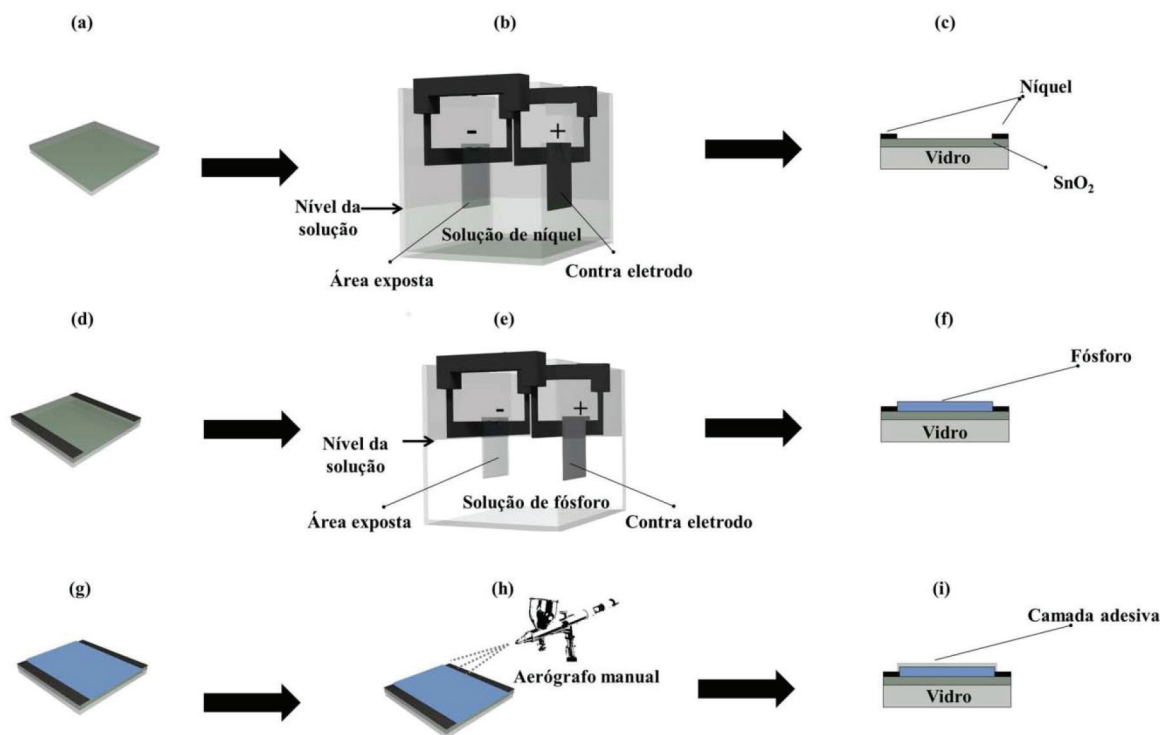 (a)
(b)
(c)
-
+
Níquel
Vidro
SnO₂
Nível da
solução
Solução de níquel
Área exposta
Contra eletrodo
(d)
(e)
(f)
-
+
Fósforo
Vidro
Nível da
solução
Solução de fósforo
Área exposta
Contra eletrodo
(g)
(h)
(i)
Aerógrafo manual
Camada adesiva
Vidro